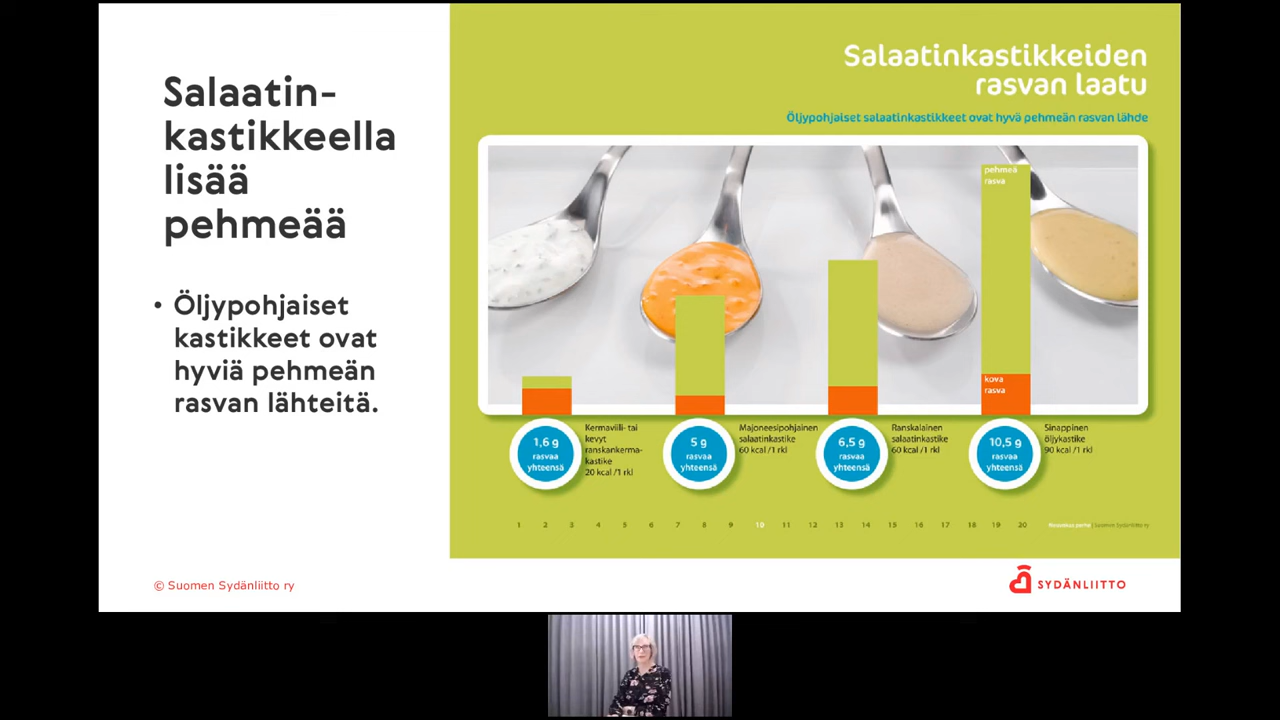 Salaatin-
kastikkeella
lisää
pehmeää
• Öljypohjaiset
kastikkeet ovat
hyviä pehmeän
rasvan lähteitä.
© Suomen Sydänliitto ry
Salaatinkastikkeiden
rasvan laatu
Öljypohjaiset salaatinkastikkeet ovat hyvä pehmeän rasvan lähde
pehmeä
rasva
kova
rasva
1,6 g
rasvaa
yhteensä
Kermaviili- tai
kevyt
ranskankerma-
kastike
20 kcal /1 rkl
5 g
rasvaa
yhteensä
Majoneesipohjainen
salaatinkastike
60 kcal /1 rkl
6,5 g
rasvaa
yhteensä
Ranskalainen
salaatinkastike
60 kcal /1 rkl
10,5 g
rasvaa
yhteensä
Sinappinen
öljykastike
90 kcal /1 rkl
1 2 3 4 5 6 7 8 9 10 11 12 13 14 15 16 17 18 19 20
Suomen Sydänliitto ry
SYDÄNLIITTO